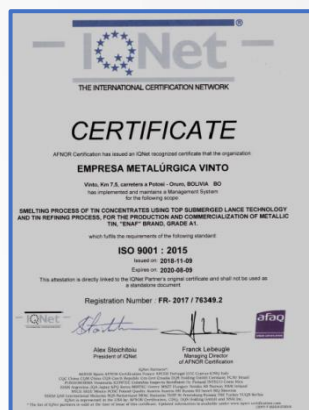 IQNet
THE INTERNATIONAL CERTIFICATION NETWORK
CERTIFICATE
AFNOR Certification has issued an IQNet recognized certificate that the organization
EMPRESA METALÚRGICA VINTO
Vinto, Km 7,5, carretera a Potosí - Oruro, BOLIVIA BO
has implemented and maintains a Management System
for the following scope:
SMELTING PROCESS OF TIN CONCENTRATES USING TOP SUBMERGED LANCE TECHNOLOGY
AND TIN REFINING PROCESS, FOR THE PRODUCTION AND COMMERCIALIZATION OF METALLIC
TIN, "ENAF" BRAND, GRADE A1.
which fulfils the requirements of the following standard:
ISO 9001 : 2015
Issued on: 2018-11-09
Expires on: 2020-08-09
This attestation is directly linked to the IQNet Partner's original certificate and shall not be used as
a standalone document
Registration Number : FR- 2017 / 76349.2
IQNet
afaq
Alex Stoichitoiu
President of IQNet
Franck Lebeugle
Managing Director
of AFNOR Certification